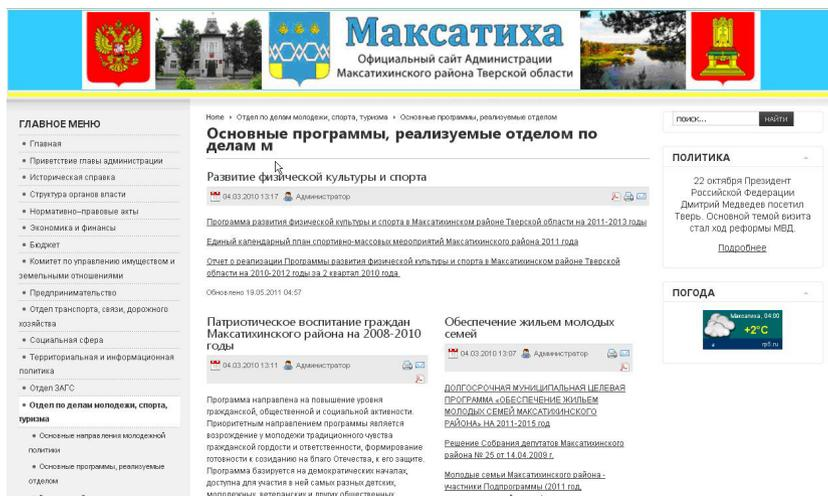 Максатиха
Официальный сайт Администрации
Максатихинского района Тверской области
ГЛАВНОЕ МЕНЮ
Главная
Приветствие главы администрации
Историческая справка
Структура органов власти
Нормативно-правовые акты
Экономика и финансы
Бюджет
Комитет по управлению имуществом и
земельными отношениями
Предпринимательство
Отдел транспорта, связи, дорожного
хозяйства
Социальная сфера
Территориальная и информационная
политика
Отдел ЗАГС
Отдел по делам молодежи, спорта,
туризма
Основные направления молодежной
политики
Основные программы, реализуемые
отделом
Home Отдел по делам молодежи, спорта, туризма Основные программы, реализуемые отделом
Основные программы, реализуемые отделом по
делам м
Развитие физической культуры и спорта
04.03.2010 13:17 Администратор
Программа развития физической культуры и спорта в Максатихинском районе Тверской области на 2011-2013 годы
Единый календарный план спортивно-массовых мероприятий Максатихинского района 2011 года
Отчет о реализации Программы развития физической культуры и спорта в Максатихинском районе Тверской
области на 2010-2012 годы за 2 квартал 2010 года
Обновлено 19.05.2011 04:57
Патриотическое воспитание граждан
Максатихинского района на 2008-2010
годы
04.03.2010 13:11 Администратор
Программа направлена на повышение уровня
гражданской, общественной и социальной активности.
Приоритетным направлением программы является
возрождение у молодежи традиционного чувства
гражданской гордости и ответственности, формирование
готовности к созиданию на благо Отечества, к его защите.
Программа базируется на демократических началах,
доступна для участия в ней самых разных детских,
молодежных, ветеранских и других общественных
Обеспечение жильем молодых
семей
04.03.2010 13:07 Администратор
ДОЛГОСРОЧНАЯ МУНИЦИПАЛЬНАЯ ЦЕЛЕВАЯ
ПРОГРАММА «ОБЕСПЕЧЕНИЕ ЖИЛЬЕМ
МОЛОДЫХ СЕМЕЙ МАКСАТИХИНСКОГО
РАЙОНА» НА 2011-2015 год
Решение Собрания депутатов Максатихинского
района № 25 от 14.04.2009 г.
Молодые семьи Максатихинского района -
участники Подпрограммы (2011 год,
поиск...
НАЙТИ
ПОЛИТИКА
22 октября Президент
Российской Федерации
Дмитрий Медведев посетил
Тверь. Основной темой визита
стал ход реформы МВД.
Подробнее
ПОГОДА
Максатиха, 04:00
+2°C
rp5.ru